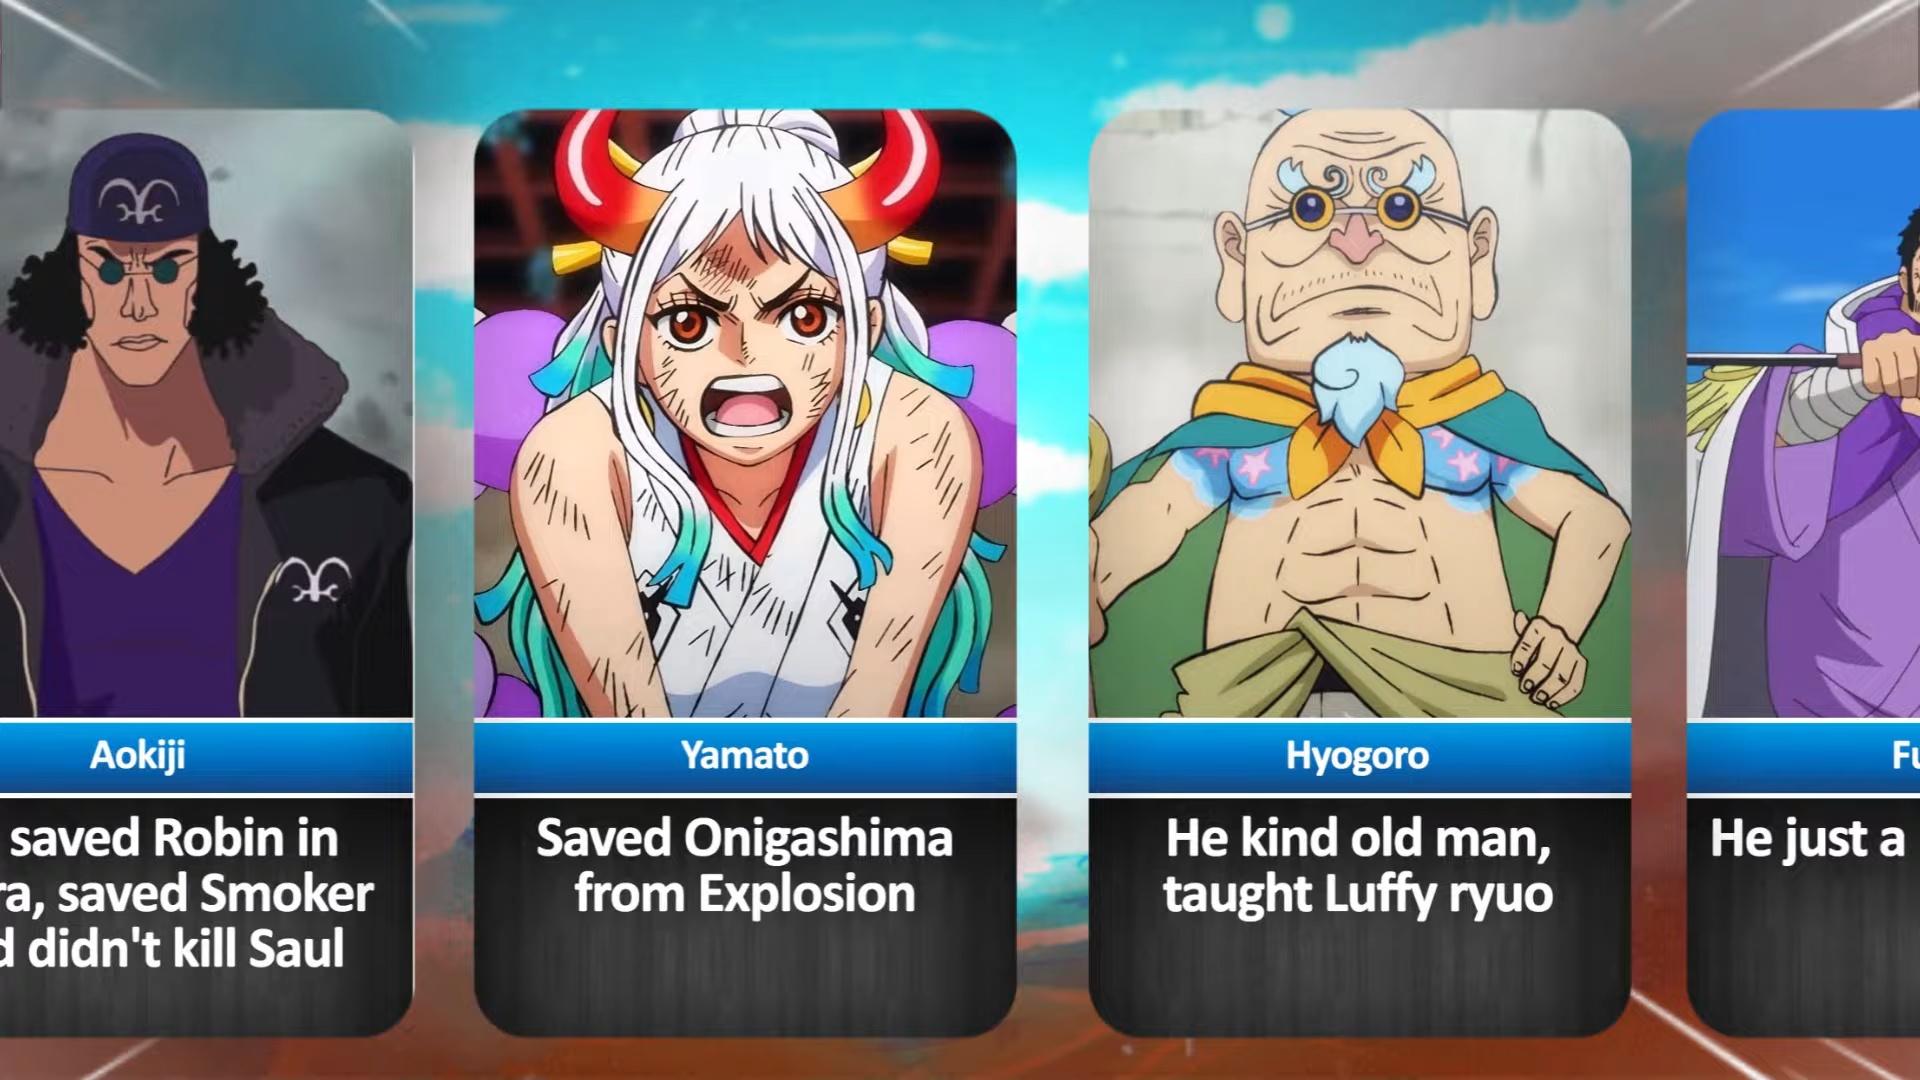 Aokiji
saved Robin in
ra, saved Smoker
d didn't kill Saul
Yamato
Saved Onigashima
from Explosion
Hyogoro
He kind old man,
taught Luffy ryuo
Fu
He just a